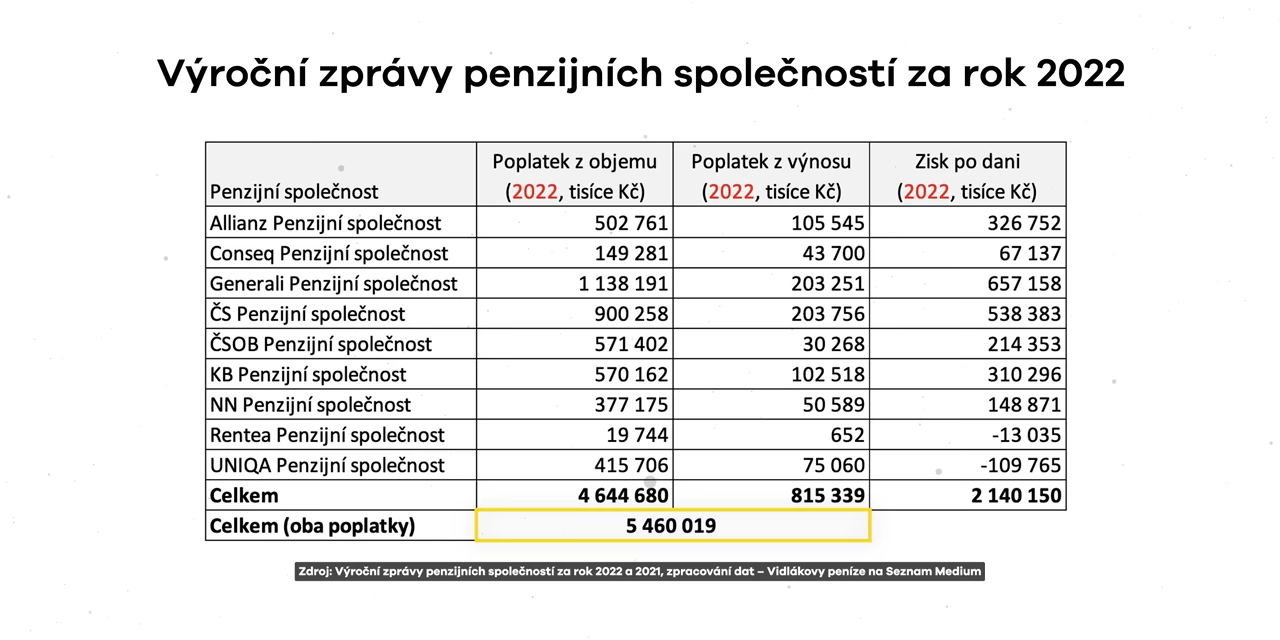 Výroční zprávy penzijních společností za rok 2022
Penzijní společnost Poplatek z objemu (2022, tisíce Kč) Poplatek z výnosu (2022, tisíce Kč) Zisk po dani (2022, tisíce Kč)
Allianz Penzijní společnost 502 761 105 545 326 752
Conseq Penzijní společnost 149 281 43 700 67 137
Generali Penzijní společnost 1 138 191 203 251 657 158
ČS Penzijní společnost 900 258 203 756 538 383
ČSOB Penzijní společnost 571 402 30 268 214 353
KB Penzijní společnost 570 162 102 518 310 296
NN Penzijní společnost 377 175 50 589 148 871
Rentea Penzijní společnost 19 744 652 -13 035
UNIQA Penzijní společnost 415 706 75 060 -109 765
Celkem 4 644 680 815 339 2 140 150
Celkem (oba poplatky) 5 460 019
Zdroj: Výroční zprávy penzijních společností za rok 2022 a 2021, zpracování dat – Vidlákovy peníze na Seznam Medium